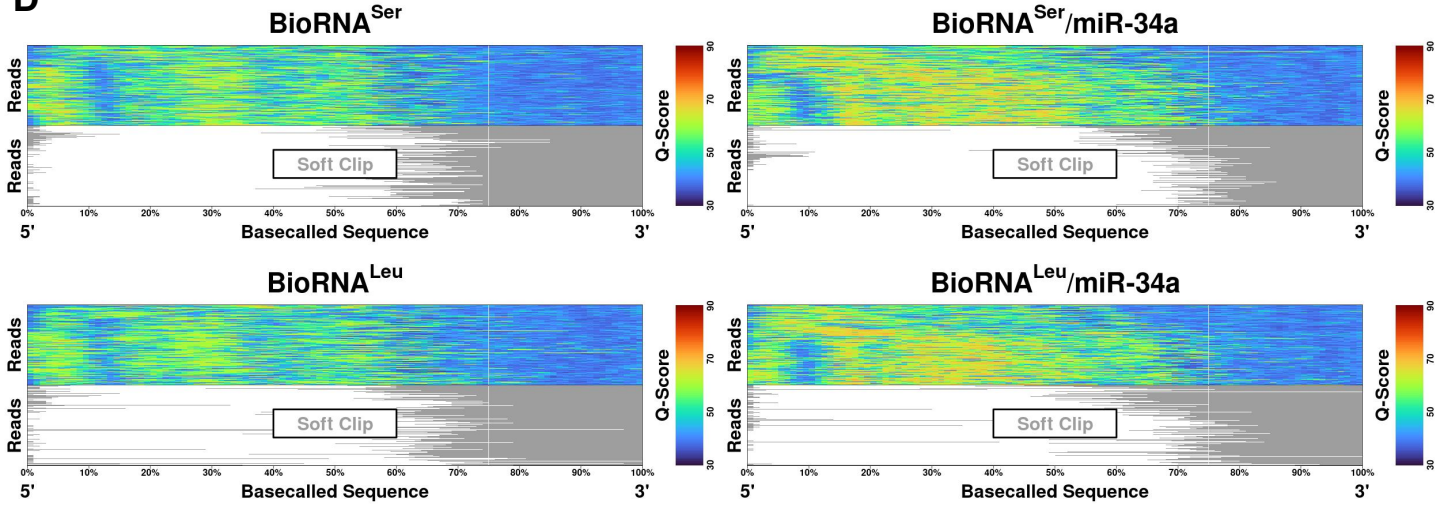 D
BioRNA^Ser
BioRNA^Ser/miR-34a
Reads
Reads
Soft Clip
0% 10% 20% 30% 40% 50% 60% 70% 80% 90% 100%
5' Basecalled Sequence 3'
Q-Score
90
70
50
30
Reads
Reads
Soft Clip
0% 10% 20% 30% 40% 50% 60% 70% 80% 90% 100%
5' Basecalled Sequence 3'
Q-Score
90
70
50
30
BioRNA^Leu
BioRNA^Leu/miR-34a
Reads
Reads
Soft Clip
0% 10% 20% 30% 40% 50% 60% 70% 80% 90% 100%
5' Basecalled Sequence 3'
Q-Score
90
70
50
30
Reads
Reads
Soft Clip
0% 10% 20% 30% 40% 50% 60% 70% 80% 90% 100%
5' Basecalled Sequence 3'
Q-Score
90
70
50
30